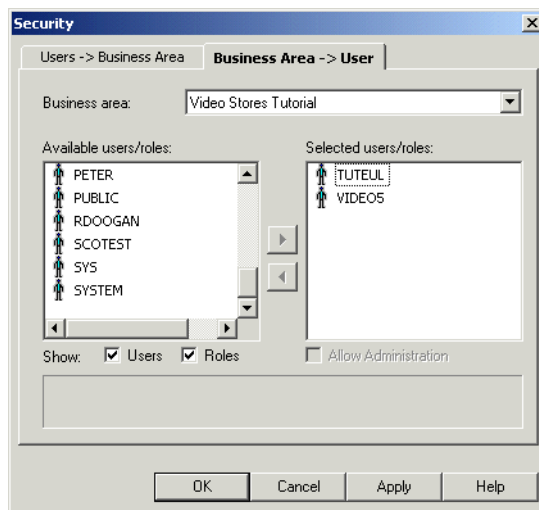 Security
Users -> Business Area
Business Area -> User
Business area:
Video Stores Tutorial
Available users/roles:
PETER
PUBLIC
RDOOGAN
SCOTEST
SYS
SYSTEM
Selected users/roles:
TUTEUL
VIDEO5
Show:
Users
Roles
Allow Administration
OK
Cancel
Apply
Help